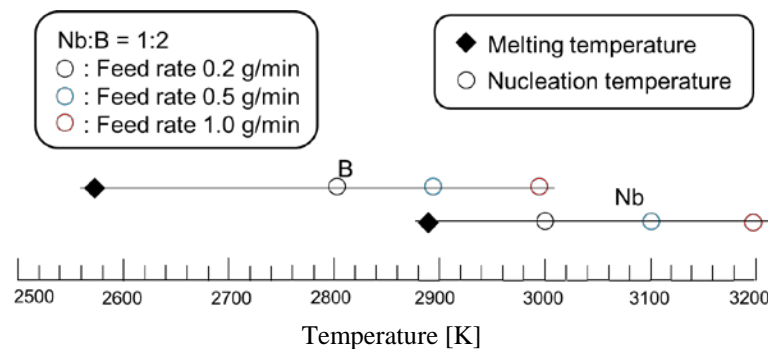 Nb:B = 1:2
○ : Feed rate 0.2 g/min
○ : Feed rate 0.5 g/min
○ : Feed rate 1.0 g/min
◆ Melting temperature
○ Nucleation temperature
B
Nb
2500 2600 2700 2800 2900 3000 3100 3200
Temperature [K]